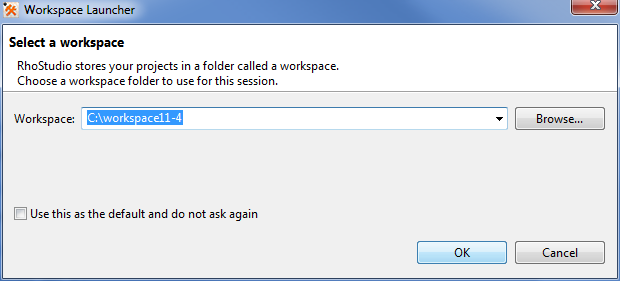 Workspace Launcher
Select a workspace
RhoStudio stores your projects in a folder called a workspace.
Choose a workspace folder to use for this session.
Workspace: C:\workspace11-4 Browse...
Use this as the default and do not ask again
OK Cancel